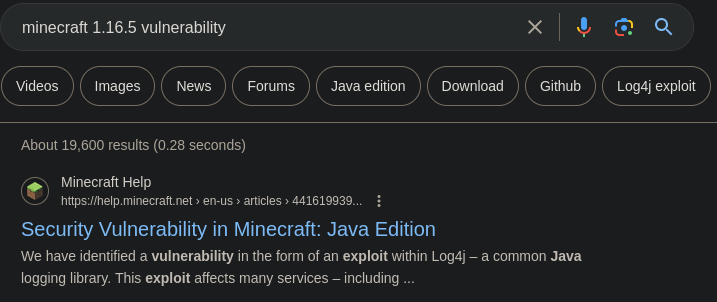 minecraft 1.16.5 vulnerability
Videos Images News Forums Java edition Download Github Log4j exploit
About 19,600 results (0.28 seconds)
Minecraft Help
https://help.minecraft.net › en-us › articles › 441619939...
Security Vulnerability in Minecraft: Java Edition
We have identified a vulnerability in the form of an exploit within Log4j – a common Java
logging library. This exploit affects many services – including ...